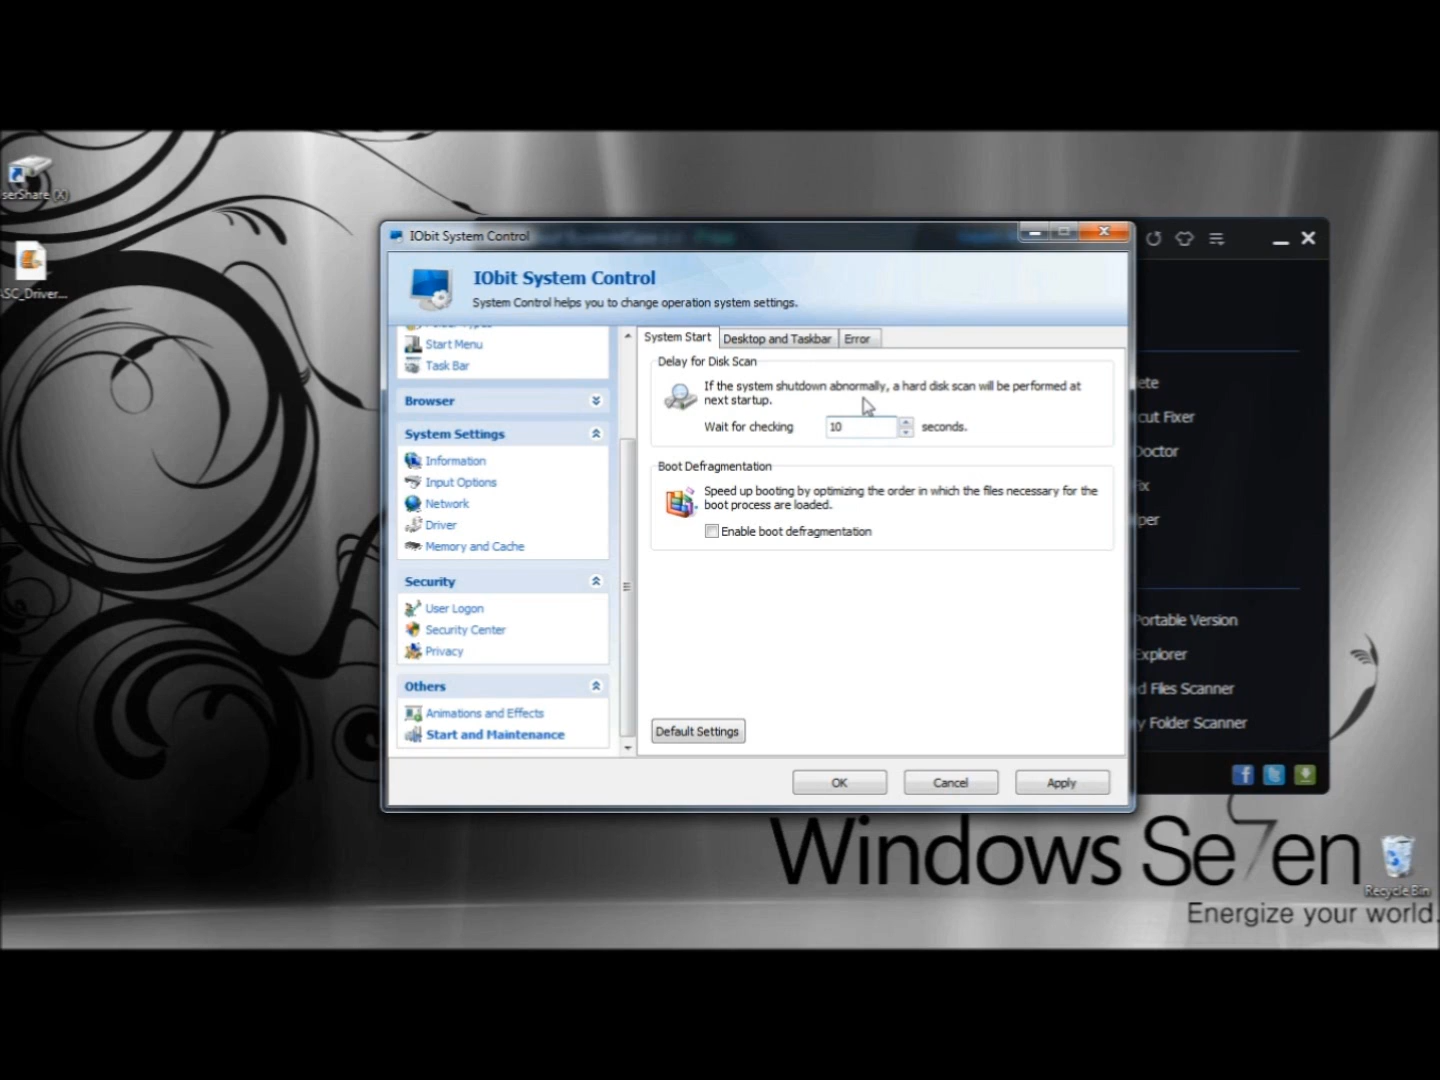 serShare (X)
ASC_Driver...
IObit System Control
IObit System Control
System Control helps you to change operation system settings.
Start Menu
Task Bar
Browser
System Settings
Information
Input Options
Network
Driver
Memory and Cache
Security
User Logon
Security Center
Privacy
Others
Animations and Effects
Start and Maintenance
System Start
Desktop and Taskbar
Error
Delay for Disk Scan
If the system shutdown abnormally, a hard disk scan will be performed at
next startup.
Wait for checking 10 seconds.
Boot Defragmentation
Speed up booting by optimizing the order in which the files necessary for the
boot process are loaded.
Enable boot defragmentation
Default Settings
OK
Cancel
Apply
ete
cut Fixer
Doctor
Fix
lper
Portable Version
Explorer
d Files Scanner
y Folder Scanner
Windows Se7en
Energize your world.
Recycle Bin